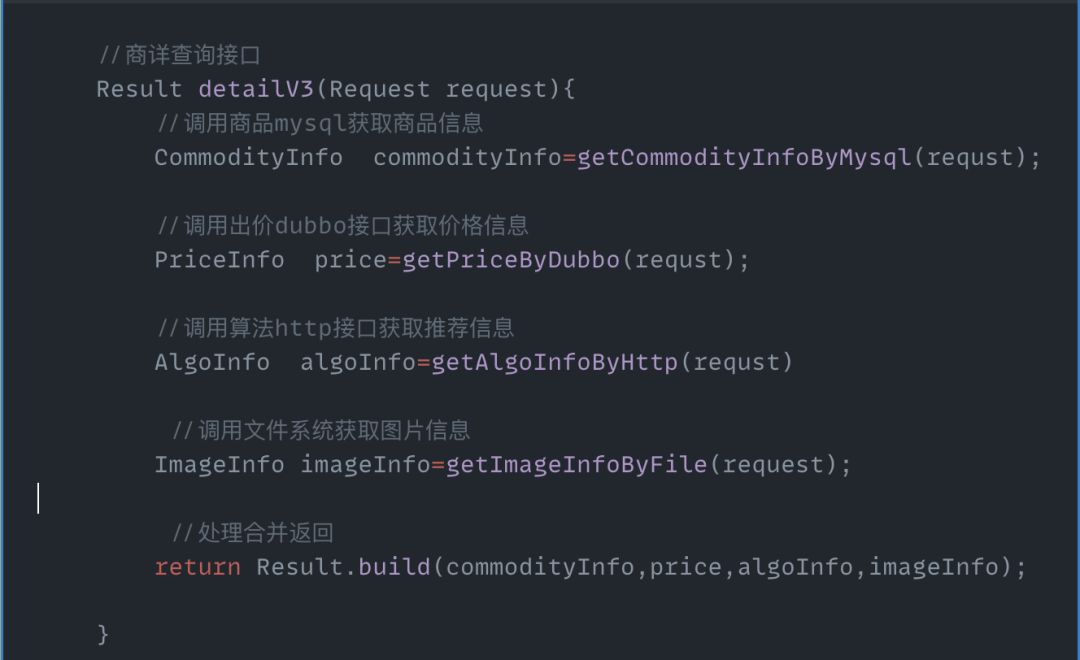 //商详查询接口
Result detailV3(Request request){
//调用商品mysql获取商品信息
CommodityInfo  commodityInfo=getCommodityInfoByMysql(requst);
//调用出价dubbo接口获取价格信息
PriceInfo  price=getPriceByDubbo(requst);
//调用算法http接口获取推荐信息
AlgoInfo  algoInfo=getAlgoInfoByHttp(requst)
//调用文件系统获取图片信息
ImageInfo imageInfo=getImageInfoByFile(request);
//处理合并返回
return Result.build(commodityInfo,price,algoInfo,imageInfo);
}